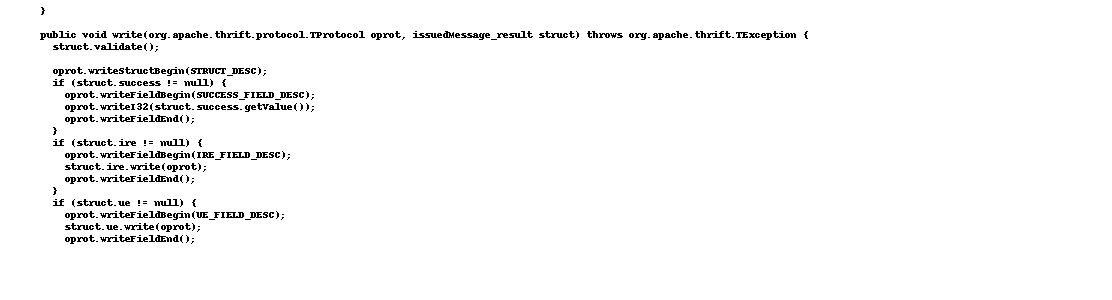 }
public void write(org.apache.thrift.protocol.TProtocol oprot, issuedMessage_result struct) throws org.apache.thrift.TException {
struct.validate();
oprot.writeStructBegin(STRUCT_DESC);
if (struct.success != null) {
oprot.writeFieldBegin(SUCCESS_FIELD_DESC);
oprot.writeI32(struct.success.getValue());
oprot.writeFieldEnd();
}
if (struct.ire != null) {
oprot.writeFieldBegin(IRE_FIELD_DESC);
struct.ire.write(oprot);
oprot.writeFieldEnd();
}
if (struct.ue != null) {
oprot.writeFieldBegin(UE_FIELD_DESC);
struct.ue.write(oprot);
oprot.writeFieldEnd();